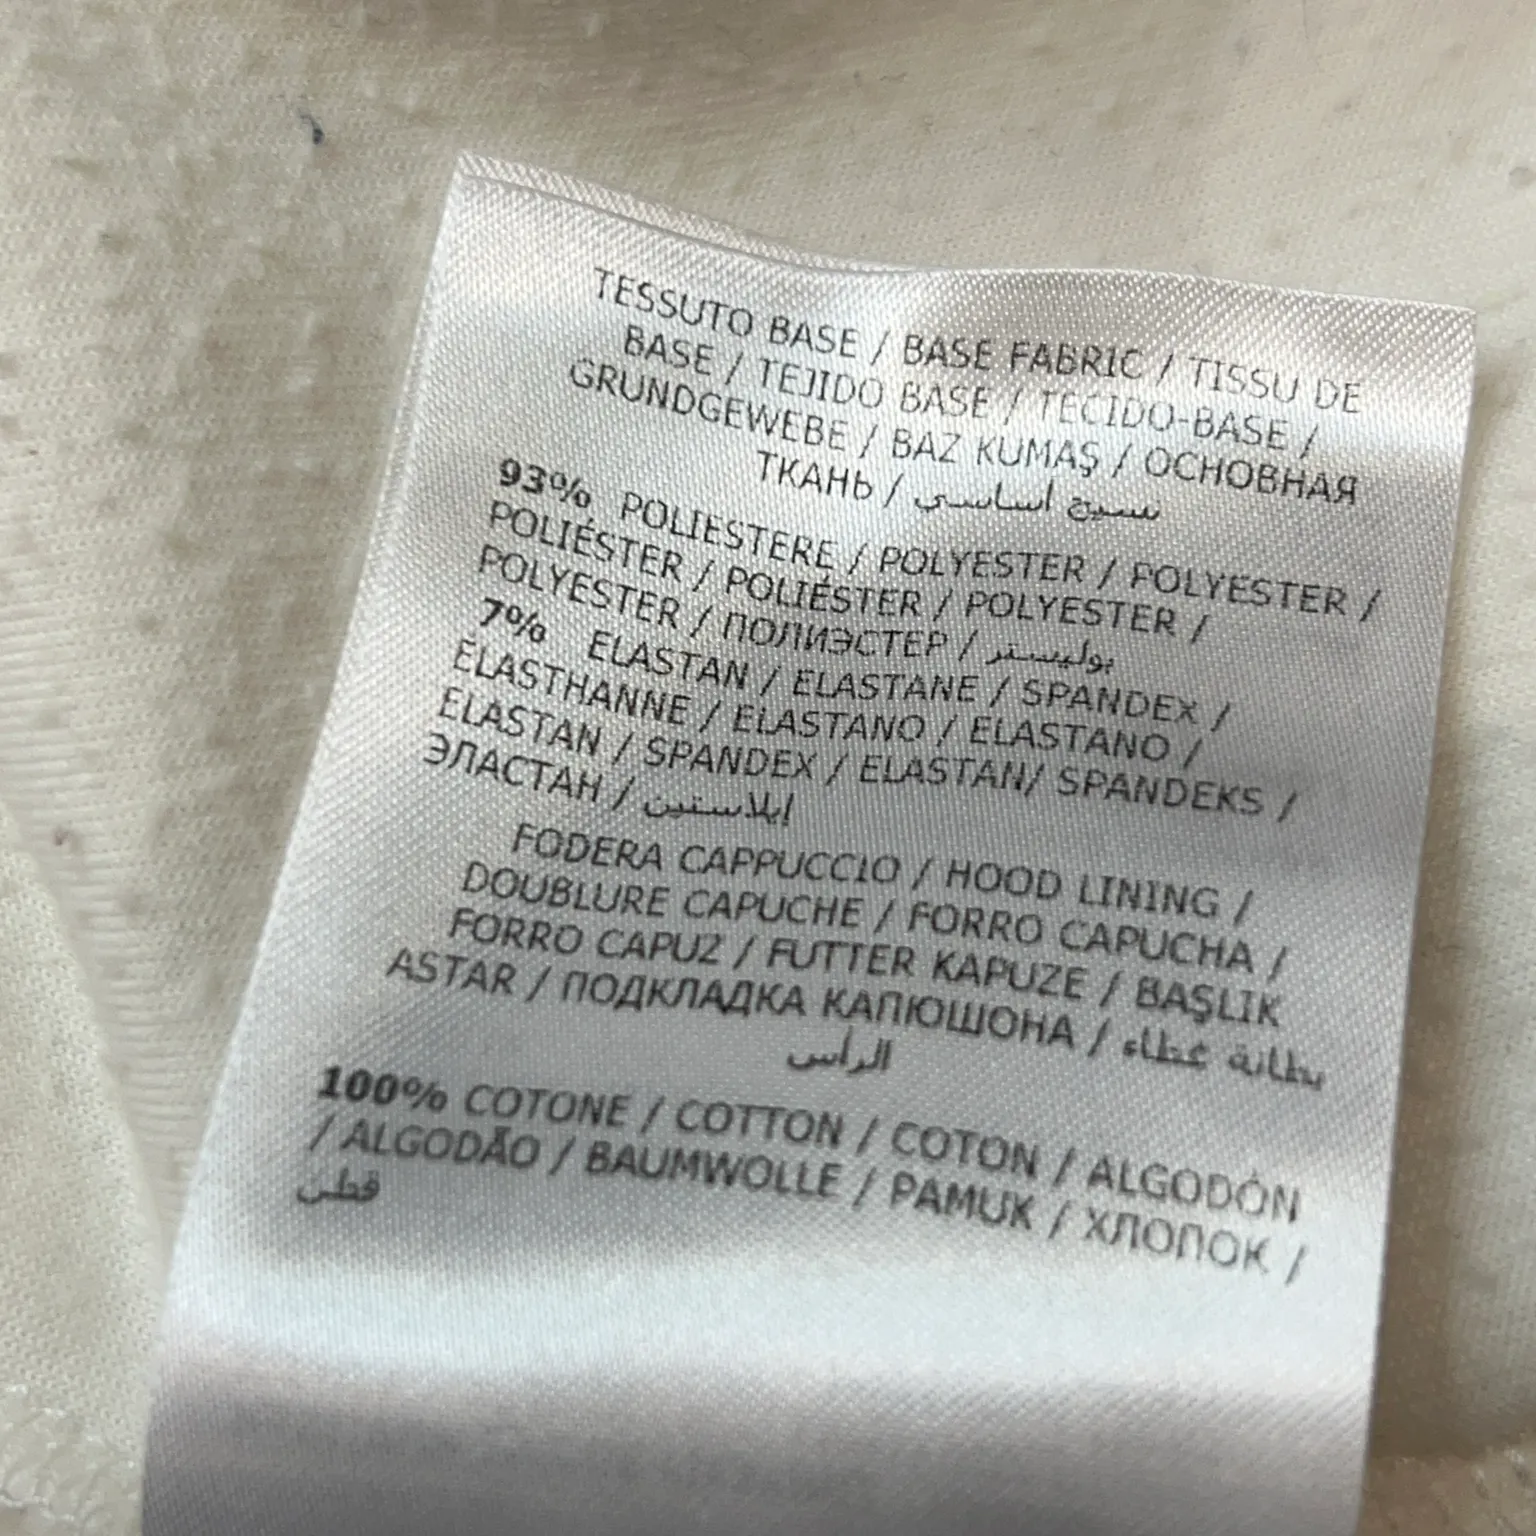 TESSUTO BASE / BASE FABRIC / TISSU DE
BASE / TEJIDO BASE / TECIDO-BASE /
GRUNDGEWEBE / BAZ KUMAŞ / ОСНОВНАЯ
ТКАНЬ / نسيج أساسي
93% POLIESTERE / POLYESTER / POLYESTER /
POLIÉSTER / POLIÉSTER / POLYESTER /
POLYESTER / ПОЛИЭСТЕР / بوليستر
7% ELASTAN / ELASTANE / SPANDEX /
ELASTHANNE / ELASTANO / ELASTANO /
ELASTAN / SPANDEX / ELASTAN/ SPANDEKS /
ЭЛАСТАН / إيلاستين
FODERA CAPPUCCIO / HOOD LINING /
DOUBLURE CAPUCHE / FORRO CAPUCHA /
FORRO CAPUZ / FUTTER KAPUZE / BAŞLIK
ASTAR / ПОДКЛАДКА КАПЮШОНА / بطانة غطاء
الرأس
100% COTONE / COTTON / COTON / ALGODÓN
/ ALGODÃO / BAUMWOLLE / PAMUK / ХЛОПОК /
قطن